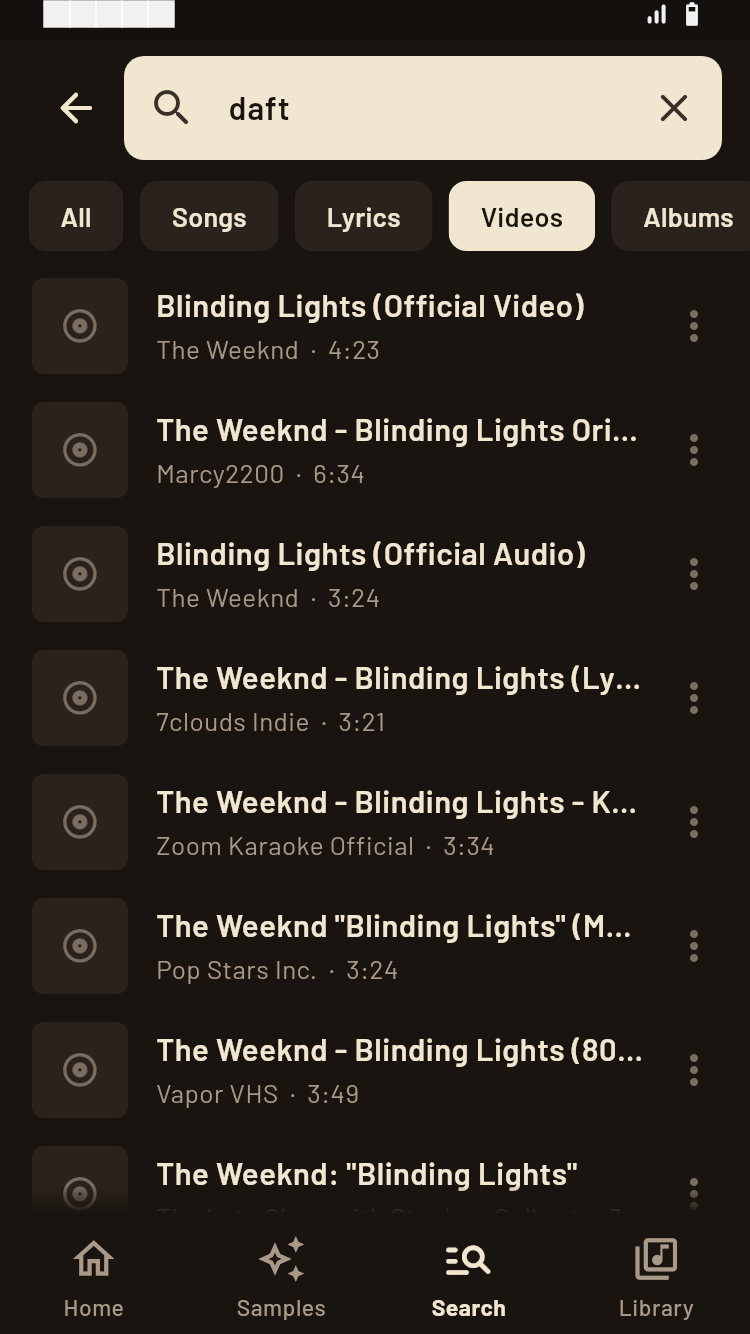 daft
All Songs Lyrics Videos Albums
Blinding Lights (Official Video)
The Weeknd · 4:23
The Weeknd - Blinding Lights Ori...
Marcy2200 · 6:34
Blinding Lights (Official Audio)
The Weeknd · 3:24
The Weeknd - Blinding Lights (Ly...
7clouds Indie · 3:21
The Weeknd - Blinding Lights - K...
Zoom Karaoke Official · 3:34
The Weeknd "Blinding Lights" (M...
Pop Stars Inc. · 3:24
The Weeknd - Blinding Lights (80...
Vapor VHS · 3:49
The Weeknd: "Blinding Lights"
Home Samples Search Library